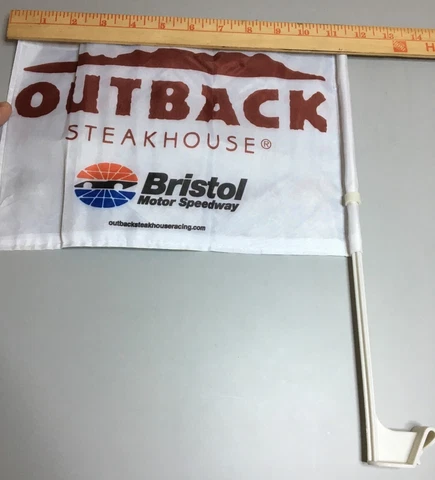 OUTBACK
STEAKHOUSE®
Bristol
Motor Speedway
outbacksteakhouseracing.com